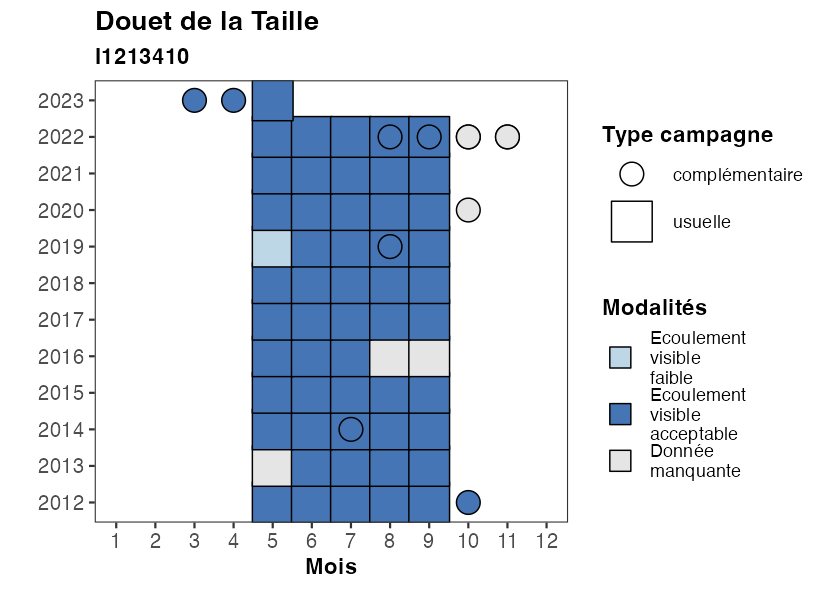 Douet de la Taille
I1213410
2023
2022
2021
2020
2019
2018
2017
2016
2015
2014
2013
2012
1 2 3 4 5 6 7 8 9 10 11 12
Mois
Type campagne
complémentaire
usuelle
Modalités
Ecoulement
visible
faible
Ecoulement
visible
acceptable
Donnée
manquante